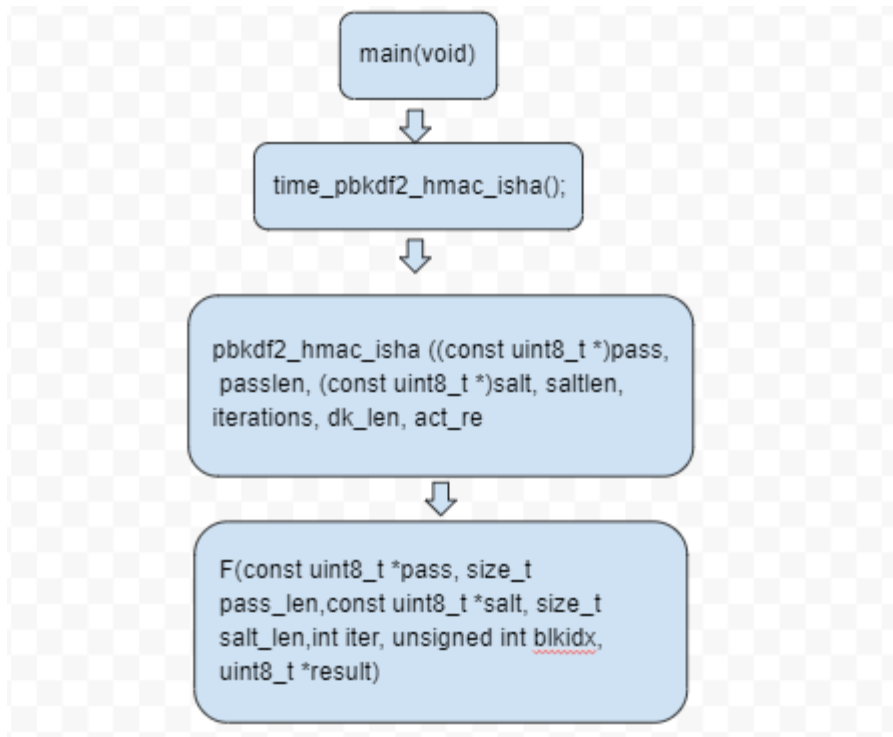 main(void)
time_pbkdf2_hmac_isha();
pbkdf2_hmac_isha ((const uint8_t *)pass,
passlen, (const uint8_t *)salt, saltlen,
iterations, dk_len, act_re
F(const uint8_t *pass, size_t
pass_len,const uint8_t *salt, size_t
salt_len,int iter, unsigned int blkidx,
uint8_t *result)